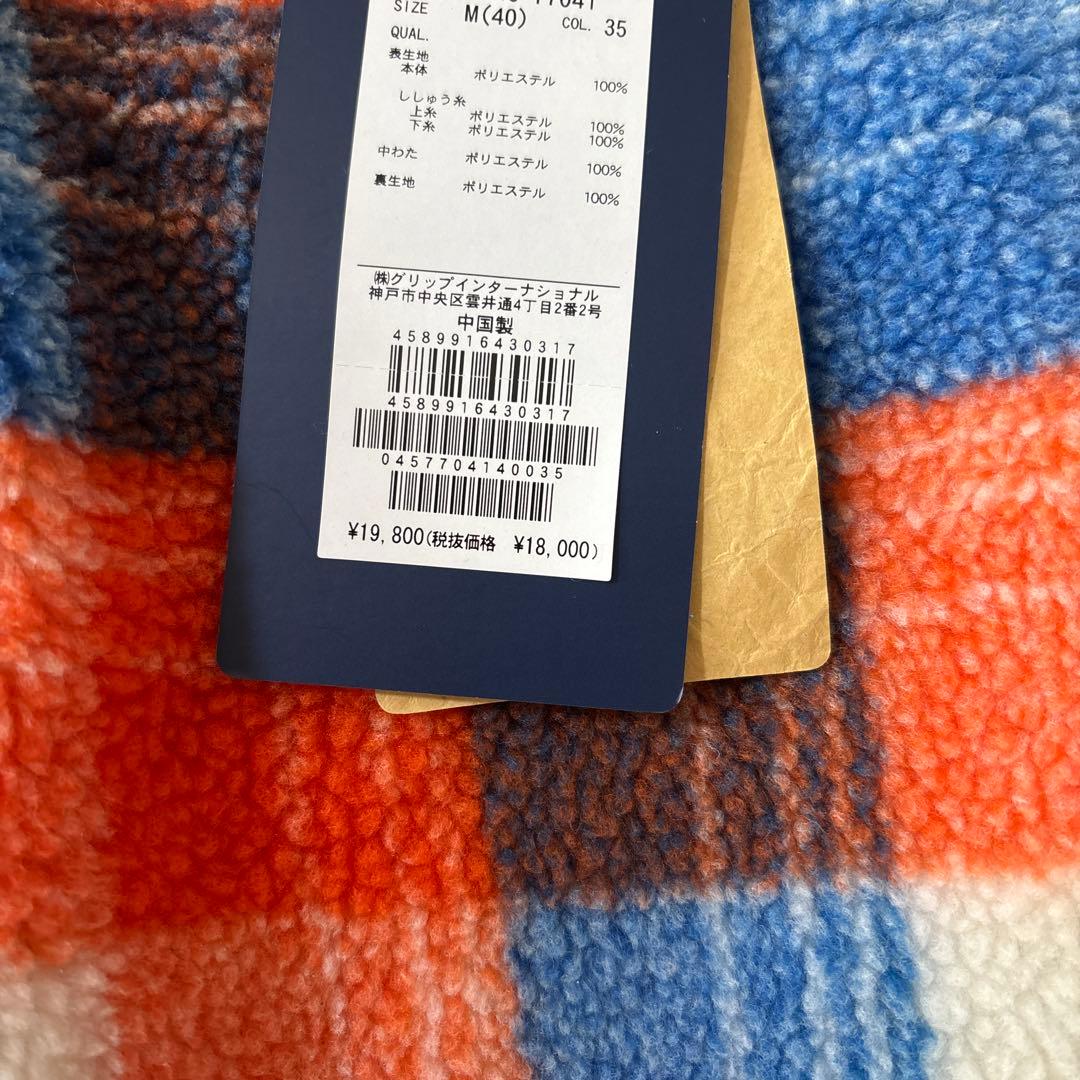 SIZE M(40) COL. 35
QUAL.
表生地
本体 ポリエステル 100%
ししゅう糸
上糸 ポリエステル 100%
下糸 ポリエステル 100%
中わた ポリエステル 100%
裏生地 ポリエステル 100%
㈱グリップインターナショナル
神戸市中央区雲井通4丁目2番2号
中国製
4589916430317
4589916430317
0457704140035
¥19,800(税抜価格 ¥18,000)